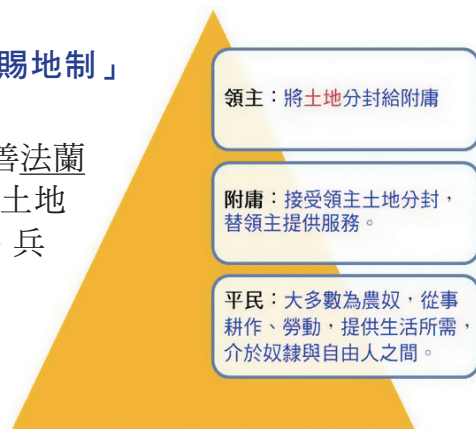 賜地制」
善法蘭
土地
兵
領主：將土地分封給附庸
附庸：接受領主土地分封，
替領主提供服務。
平民：大多數為農奴，從事
耕作、勞動，提供生活所需，
介於奴隸與自由人之間。